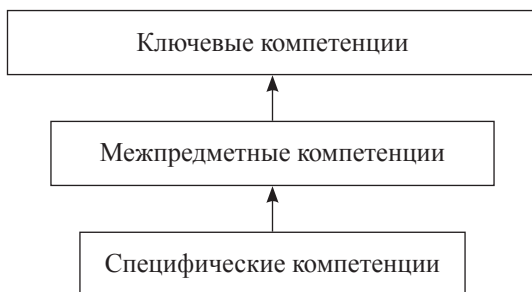 Ключевые компетенции
Межпредметные компетенции
Специфические компетенции